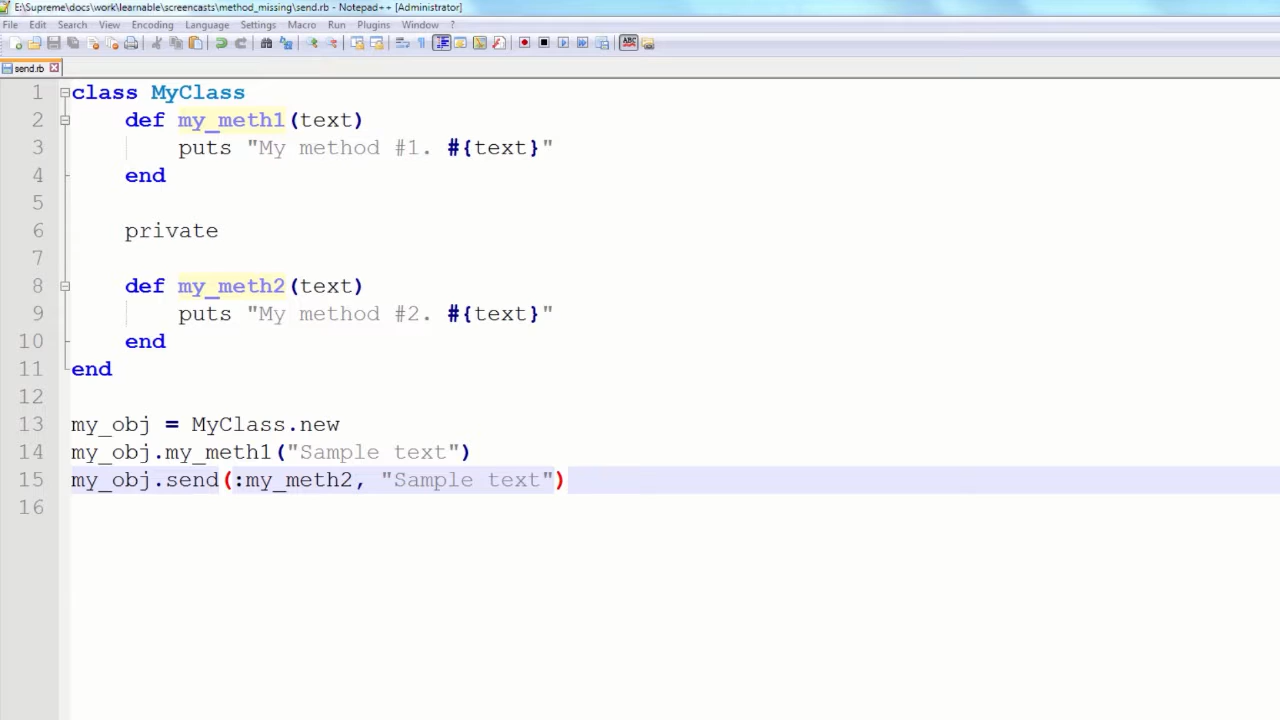 E:\Supreme\docs\work\learnable\screencasts\method_missing\send.rb - Notepad++ [Administrator]
File Edit Search View Encoding Language Settings Macro Run Plugins Window ?
send.rb
1 class MyClass
2 def my_meth1(text)
3 puts "My method #1. #{text}"
4 end
5
6 private
7
8 def my_meth2(text)
9 puts "My method #2. #{text}"
10 end
11 end
12
13 my_obj = MyClass.new
14 my_obj.my_meth1("Sample text")
15 my_obj.send(:my_meth2, "Sample text")
16